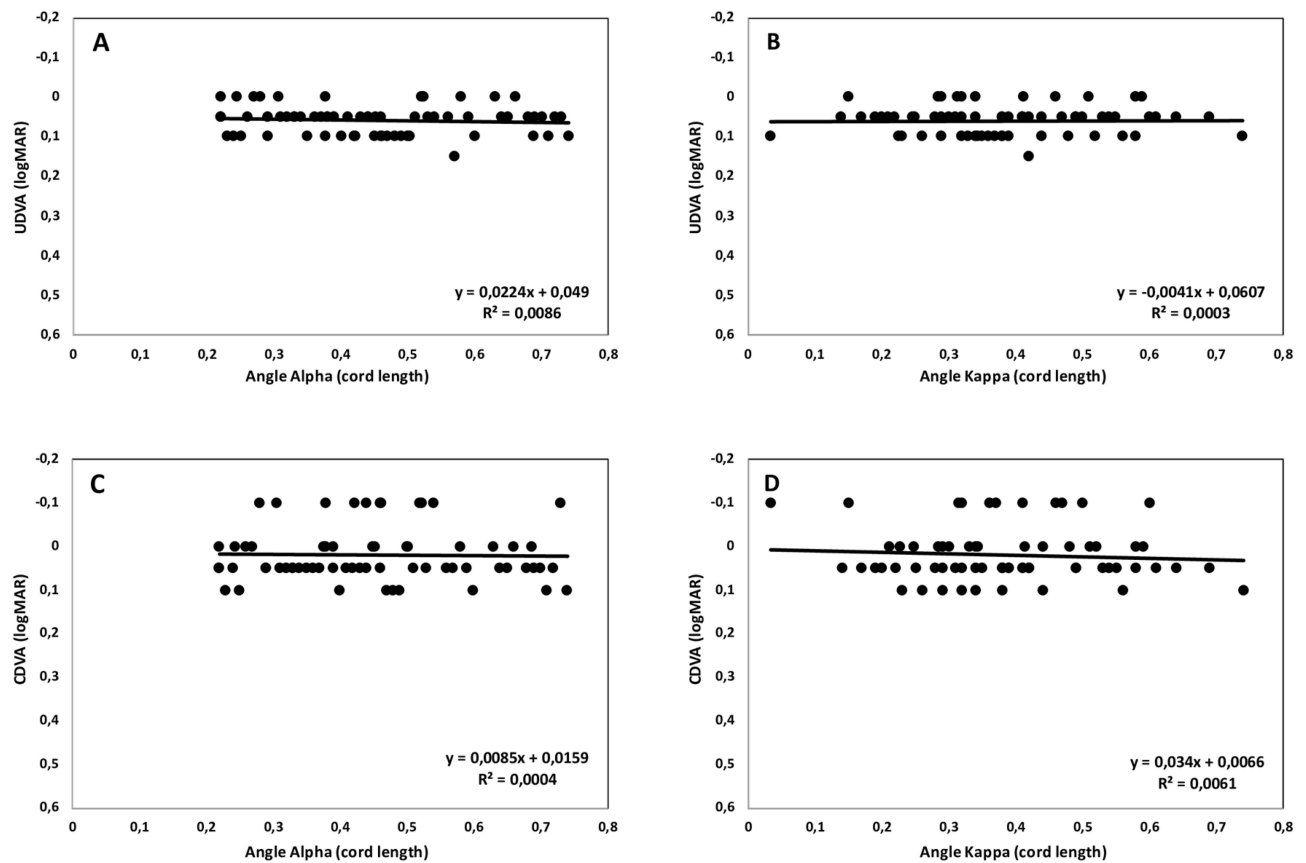 A
-0,2
-0,1
0
0,1
0,2
0,3
0,4
0,5
0,6
UDVA (logMAR)
y = 0,0224x + 0,049
R² = 0,0086
0 0,1 0,2 0,3 0,4 0,5 0,6 0,7 0,8
Angle Alpha (cord length)
B
-0,2
-0,1
0
0,1
0,2
0,3
0,4
0,5
0,6
UDVA (logMAR)
y = -0,0041x + 0,0607
R² = 0,0003
0 0,1 0,2 0,3 0,4 0,5 0,6 0,7 0,8
Angle Kappa (cord length)
C
-0,2
-0,1
0
0,1
0,2
0,3
0,4
0,5
0,6
CDVA (logMAR)
y = 0,0085x + 0,0159
R² = 0,0004
0 0,1 0,2 0,3 0,4 0,5 0,6 0,7 0,8
Angle Alpha (cord length)
D
-0,2
-0,1
0
0,1
0,2
0,3
0,4
0,5
0,6
CDVA (logMAR)
y = 0,034x + 0,0066
R² = 0,0061
0 0,1 0,2 0,3 0,4 0,5 0,6 0,7 0,8
Angle Kappa (cord length)